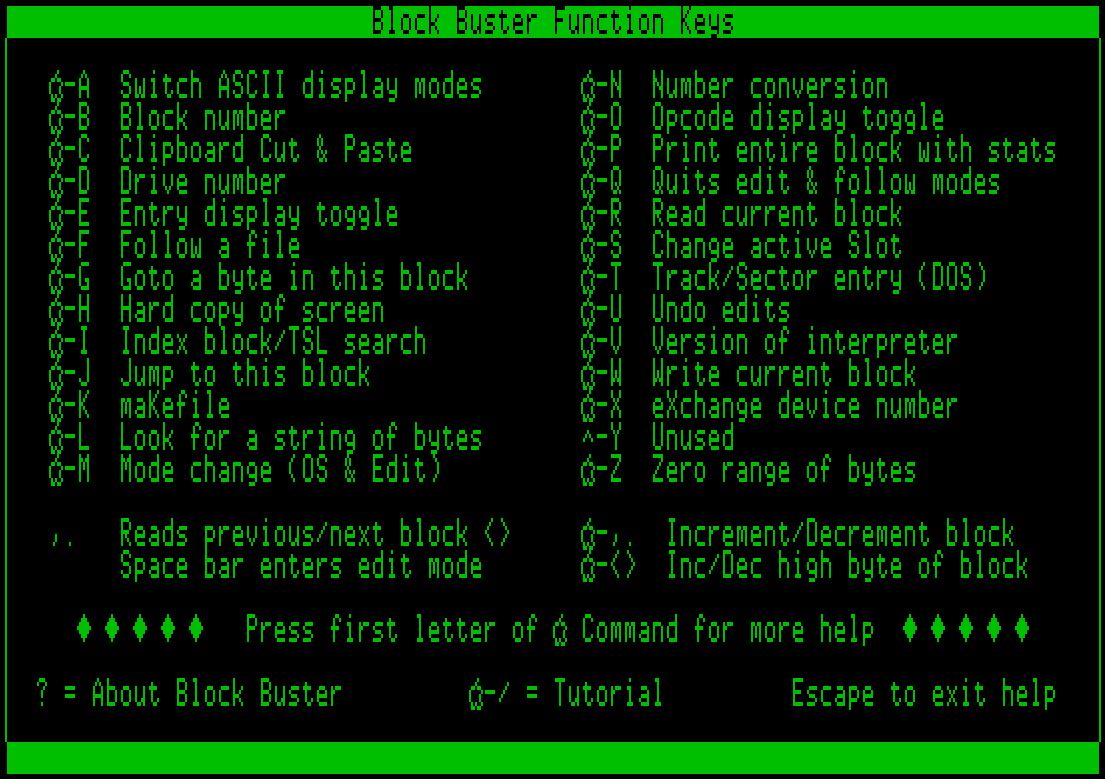 Block Buster Function Keys
-A Switch ASCII display modes -N Number conversion
-B Block number -O Opcode display toggle
-C Clipboard Cut & Paste -P Print entire block with stats
-D Drive number -Q Quits edit & follow modes
-E Entry display toggle -R Read current block
-F Follow a file -S Change active Slot
-G Goto a byte in this block -T Track/Sector entry (DOS)
-H Hard copy of screen -U Undo edits
-I Index block/TSL search -V Version of interpreter
-J Jump to this block -W Write current block
-K maKefile -X eXchange device number
-L Look for a string of bytes ^-Y Unused
-M Mode change (OS & Edit) -Z Zero range of bytes
,. Reads previous/next block <> -,. Increment/Decrement block
Space bar enters edit mode -<> Inc/Dec high byte of block
♦ ♦ ♦ ♦ ♦ Press first letter of Command for more help ♦ ♦ ♦ ♦ ♦
? = About Block Buster -/ = Tutorial Escape to exit help